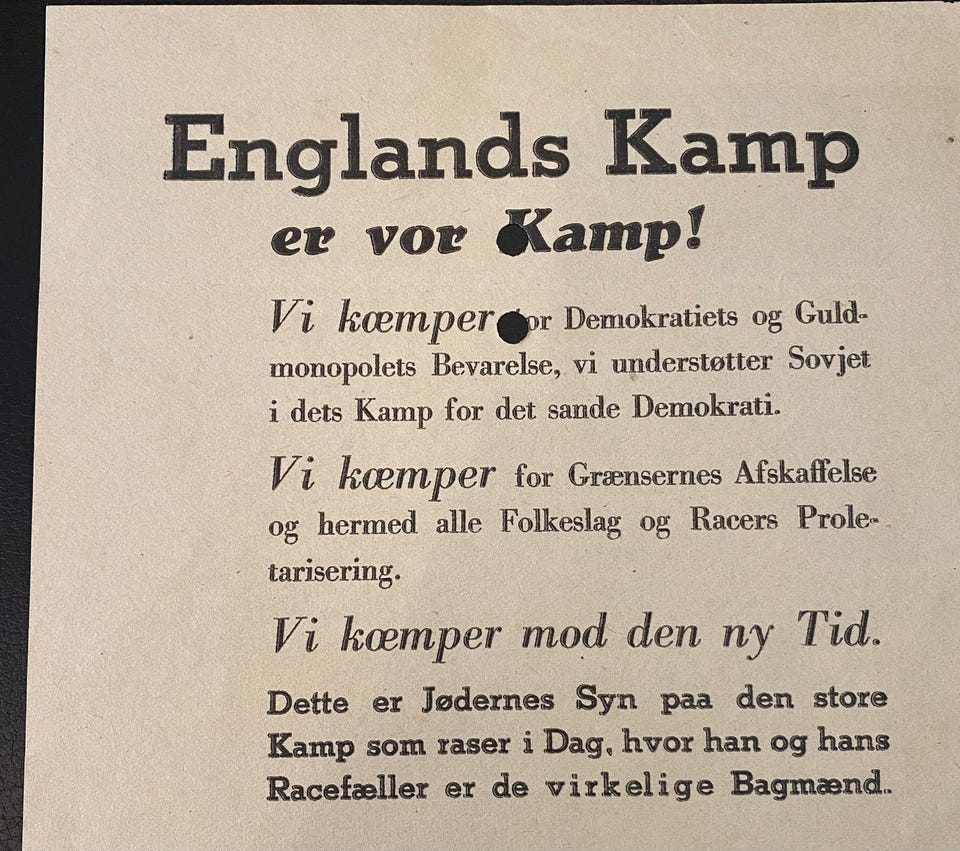 Englands Kamp
er vor Kamp!
Vi kæmper for Demokratiets og Guld-
monopolets Bevarelse, vi understøtter Sovjet
i dets Kamp for det sande Demokrati.
Vi kæmper for Grænsernes Afskaffelse
og hermed alle Folkeslag og Racers Prole-
tarisering.
Vi kæmper mod den ny Tid.
Dette er Jødernes Syn paa den store
Kamp som raser i Dag, hvor han og hans
Racefæller er de virkelige Bagmænd.